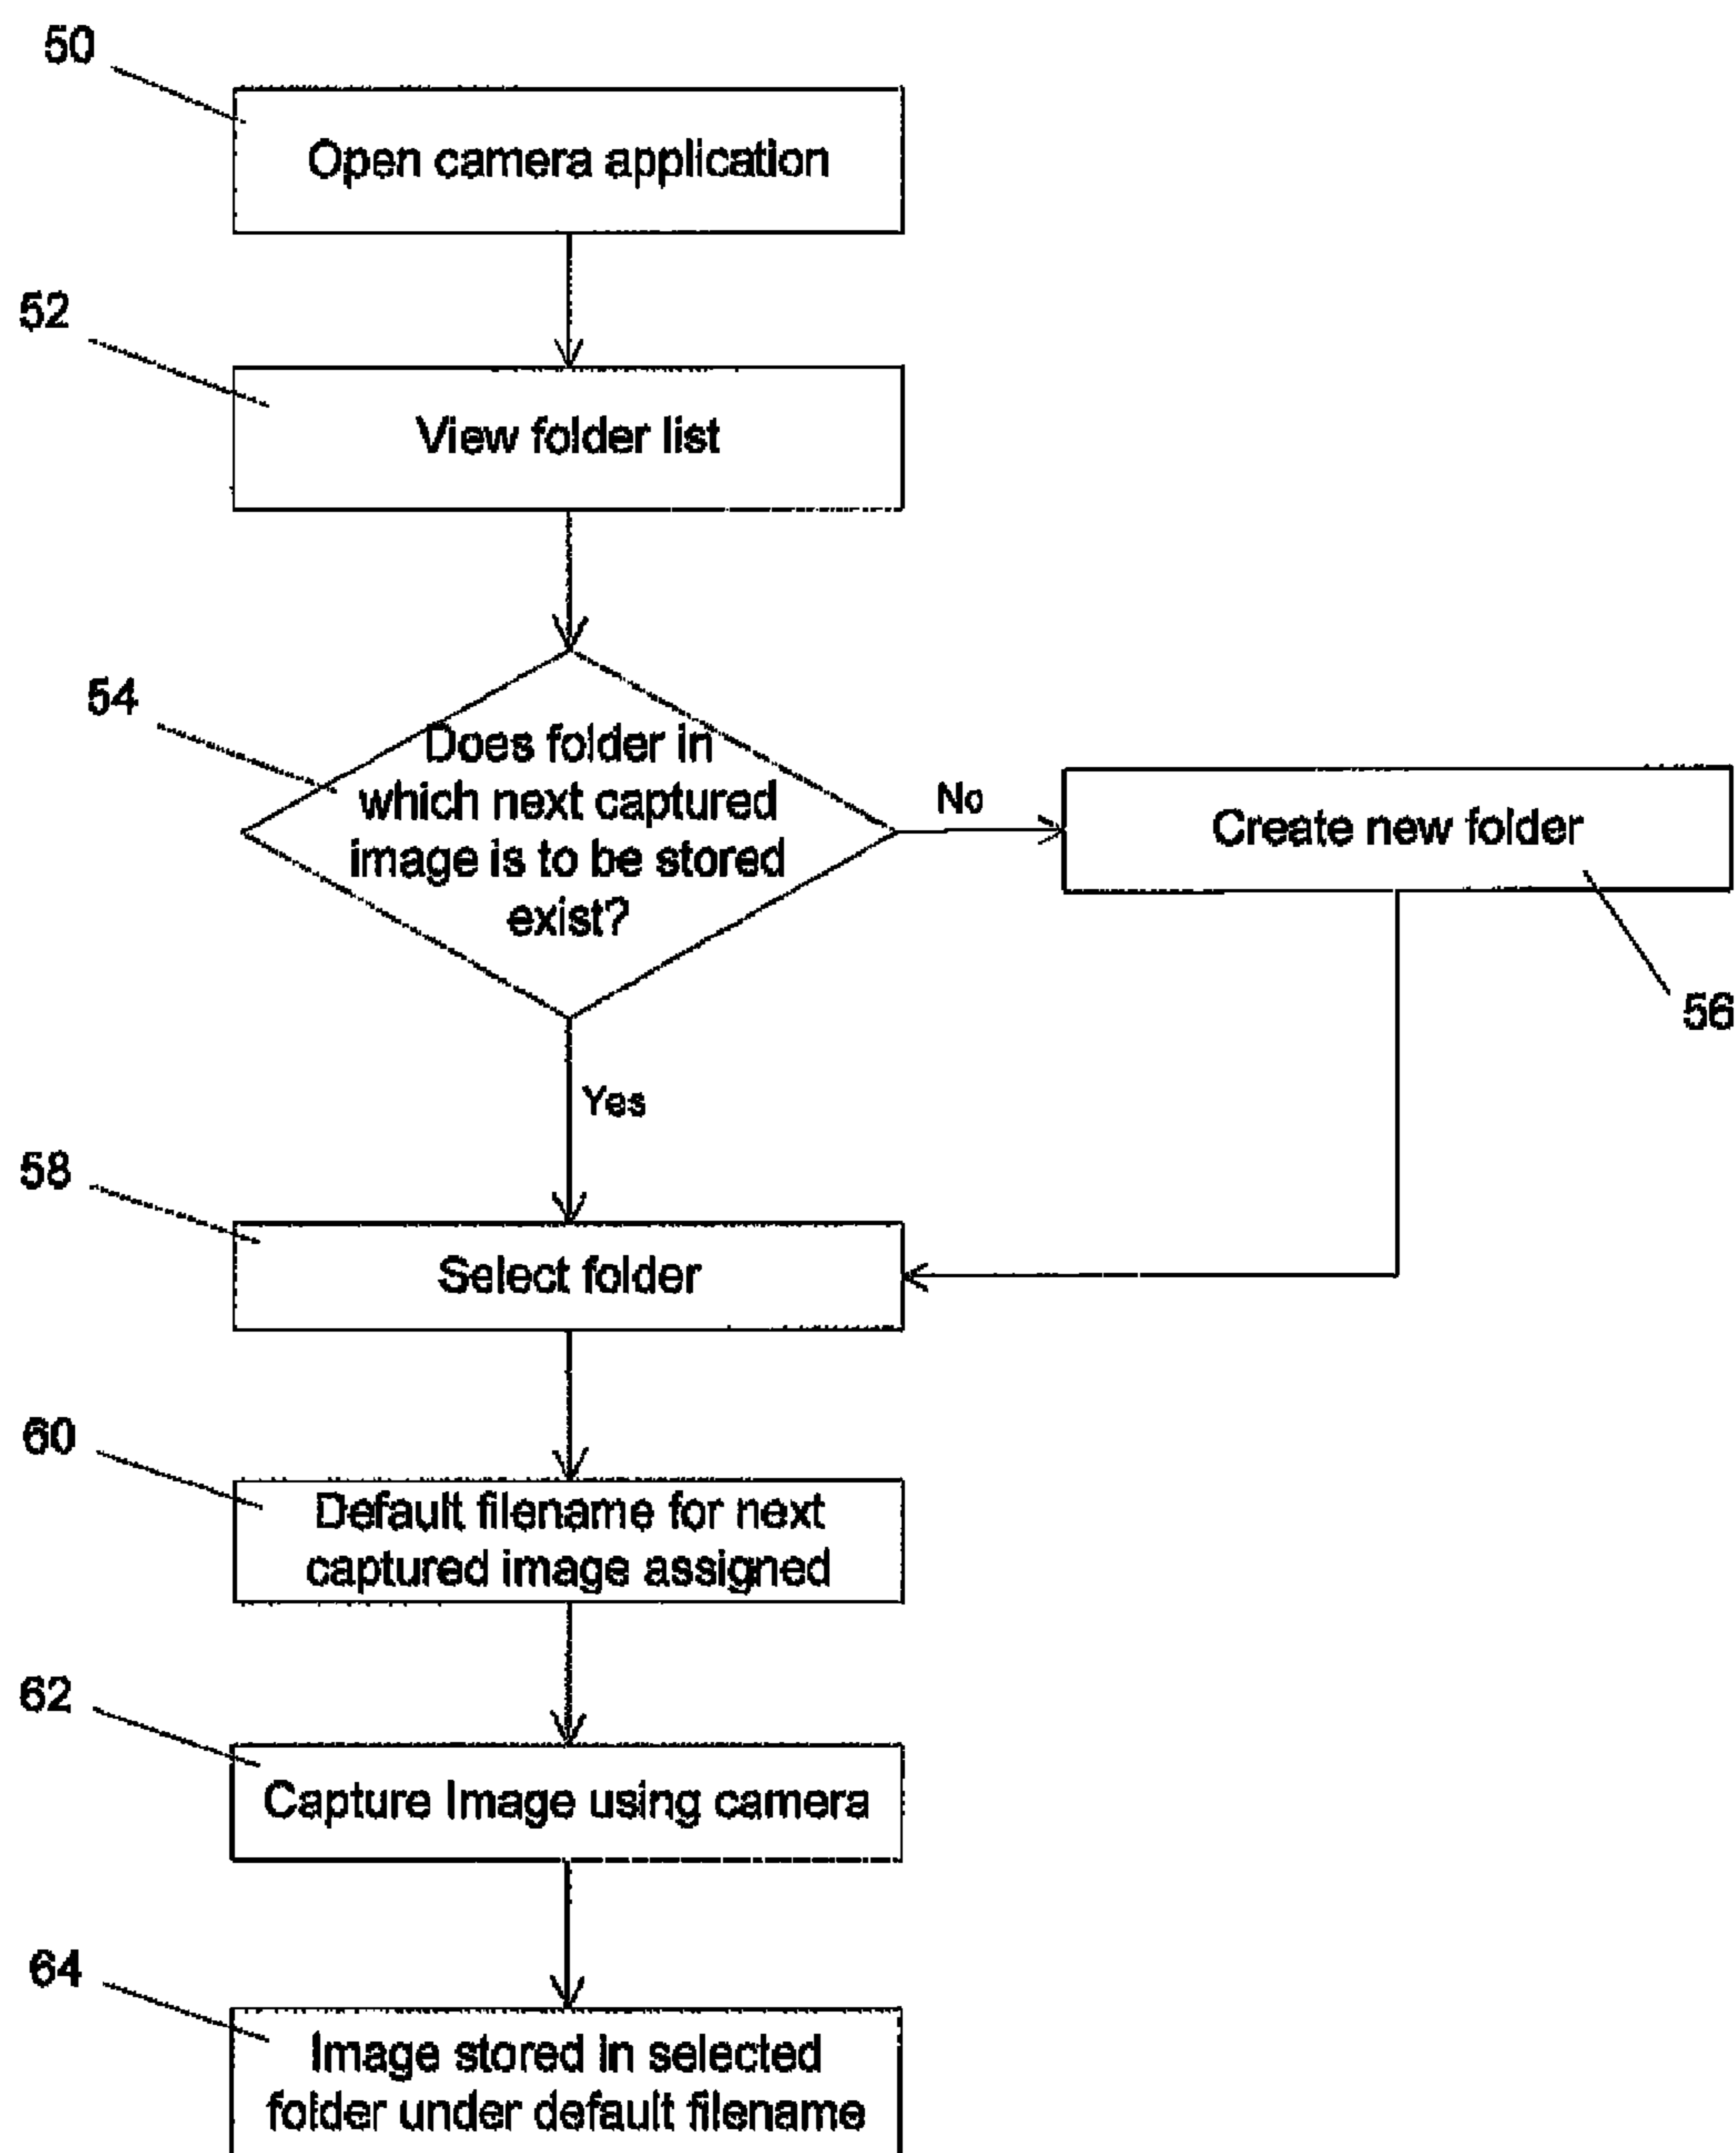 50
Open camera application
52
View folder list
54
Does folder in
which next captured
image is to be stored
exist?
No
Create new folder
56
Yes
58
Select folder
60
Default filename for next
captured image assigned
62
Capture Image using camera
64
Image stored in selected
folder under default filename